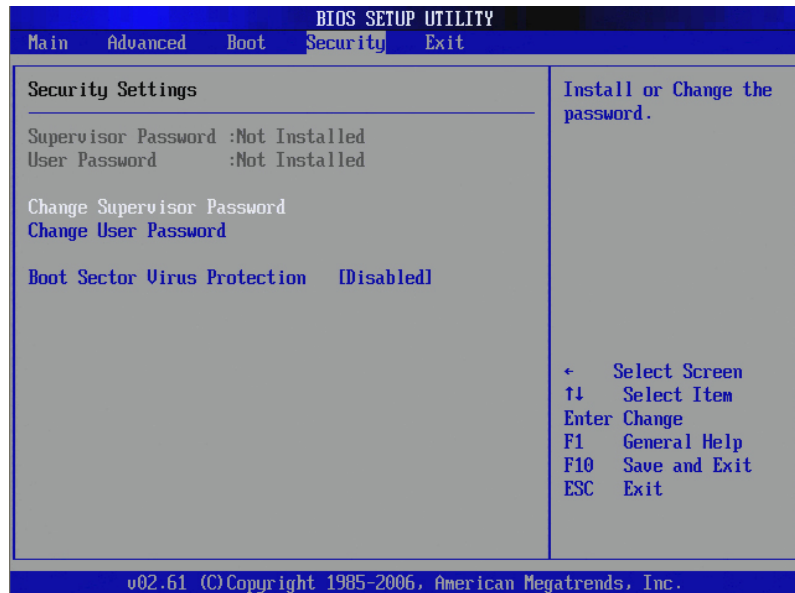 BIOS SETUP UTILITY
Main Advanced Boot Security Exit
Security Settings
Supervisor Password :Not Installed
User Password :Not Installed
Change Supervisor Password
Change User Password
Boot Sector Virus Protection [Disabled]
Install or Change the
password.
← Select Screen
↑↓ Select Item
Enter Change
F1 General Help
F10 Save and Exit
ESC Exit
v02.61 (C)Copyright 1985-2006, American Megatrends, Inc.